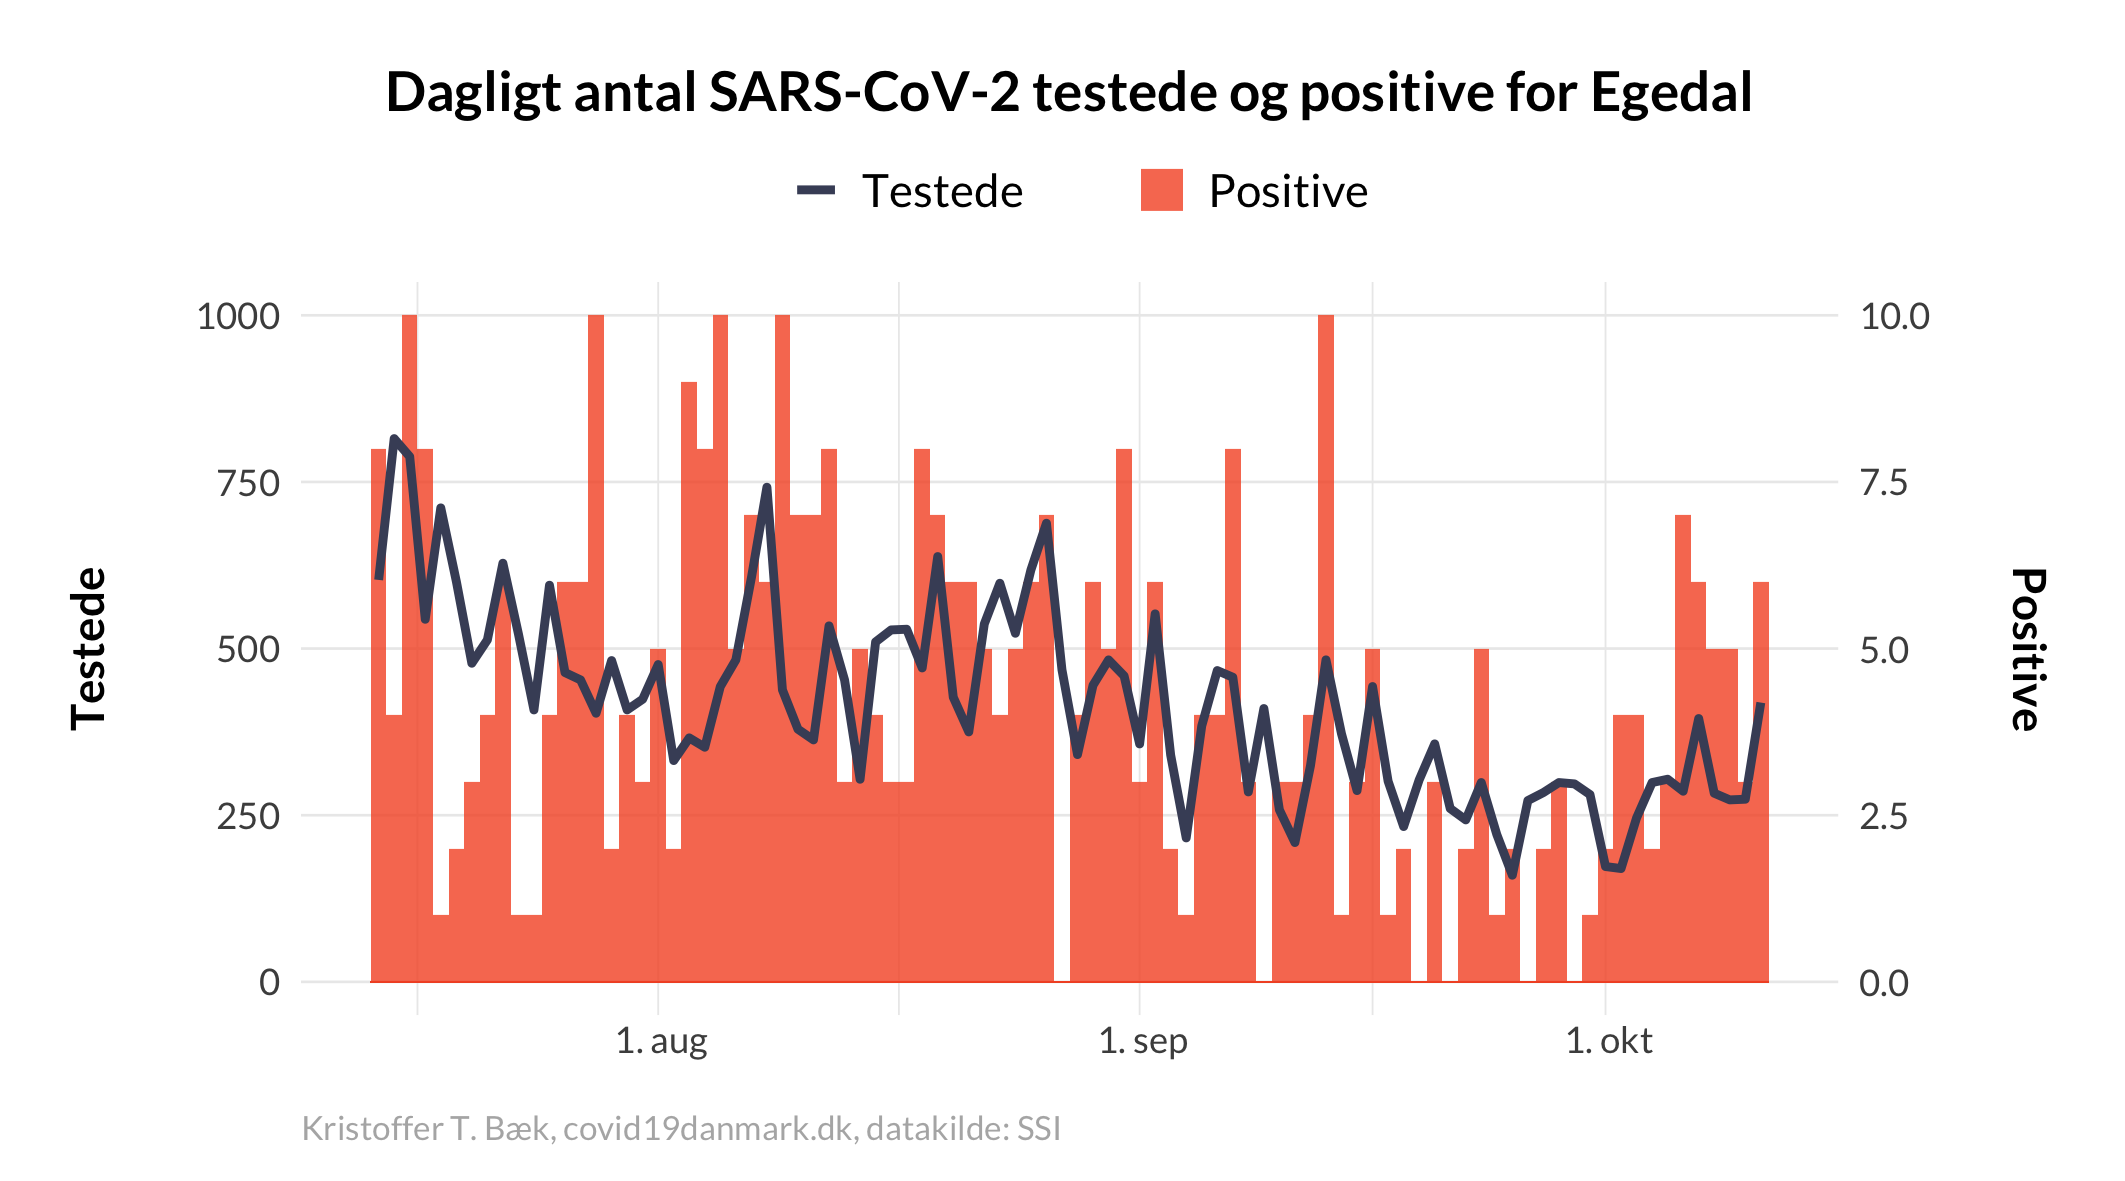 Dagligt antal SARS-CoV-2 testede og positive for Egedal
Testede Positive
1000 10.0
750 7.5
500 5.0
250 2.5
0 0.0
Testede
Positive
1. aug 1. sep 1. okt
Kristoffer T. Bæk, covid19danmark.dk, datakilde: SSI